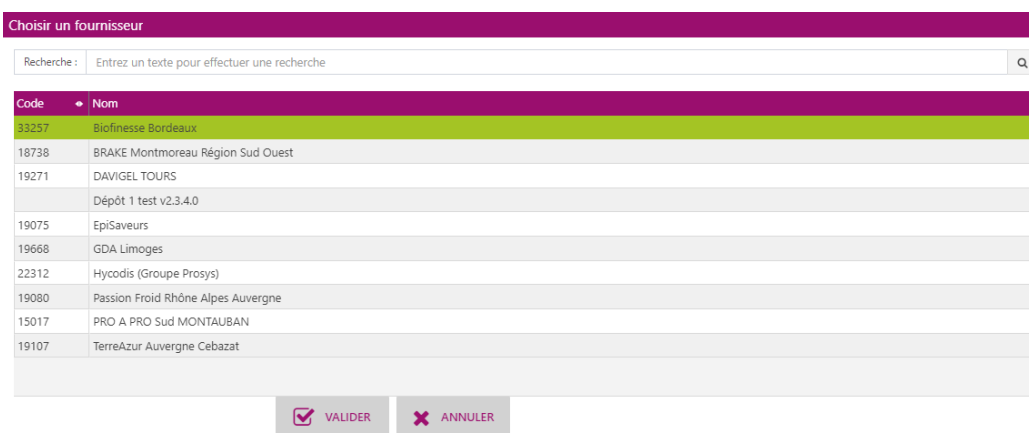 Choisir un fournisseur
Recherche : Entrez un texte pour effectuer une recherche
Code Nom
33257 Biofinesse Bordeaux
18738 BRAKE Montmoreau Région Sud Ouest
19271 DAVIGEL TOURS
Dépôt 1 test v2.3.4.0
19075 EpiSaveurs
19668 GDA Limoges
22312 Hycodis (Groupe Prosys)
19080 Passion Froid Rhône Alpes Auvergne
15017 PRO A PRO Sud MONTAUBAN
19107 TerreAzur Auvergne Cebazat
VALIDER ANNULER